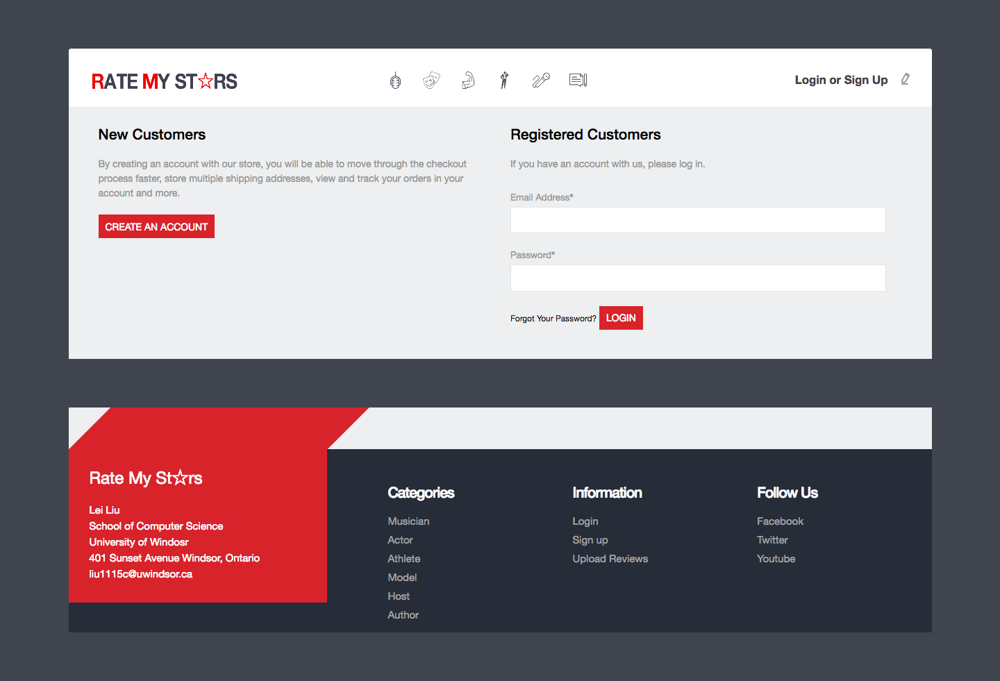 RATE MY ST☆RS
Login or Sign Up
New Customers
By creating an account with our store, you will be able to move through the checkout
process faster, store multiple shipping addresses, view and track your orders in your
account and more.
CREATE AN ACCOUNT
Registered Customers
If you have an account with us, please log in.
Email Address*
Password*
Forgot Your Password? LOGIN
Rate My St☆rs
Lei Liu
School of Computer Science
University of Windosr
401 Sunset Avenue Windsor, Ontario
liu1115c@uwindsor.ca
Categories
Musician
Actor
Athlete
Model
Host
Author
Information
Login
Sign up
Upload Reviews
Follow Us
Facebook
Twitter
Youtube